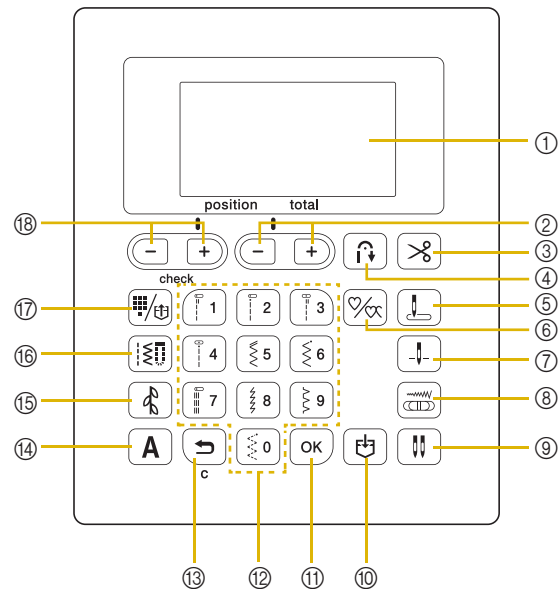 ①
position total
⑱ − + − + ②
③
④
check
⑰ 1 2 3 ⑤
⑥
⑯ 4 5 6 ⑦
⑮ 7 8 9 ⑧
⑭ A 0 OK ⑨
C
⑬ ⑫ ⑪ ⑩